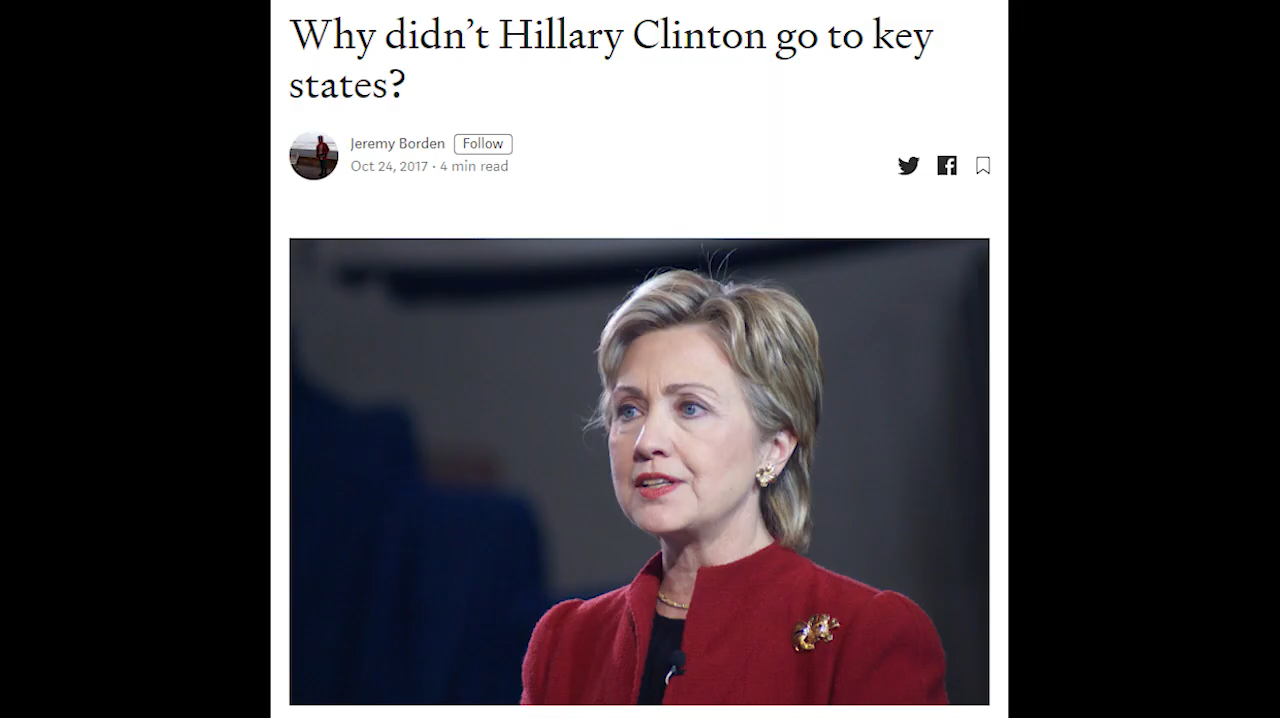 Why didn’t Hillary Clinton go to key
states?
Jeremy Borden Follow
Oct 24, 2017 · 4 min read